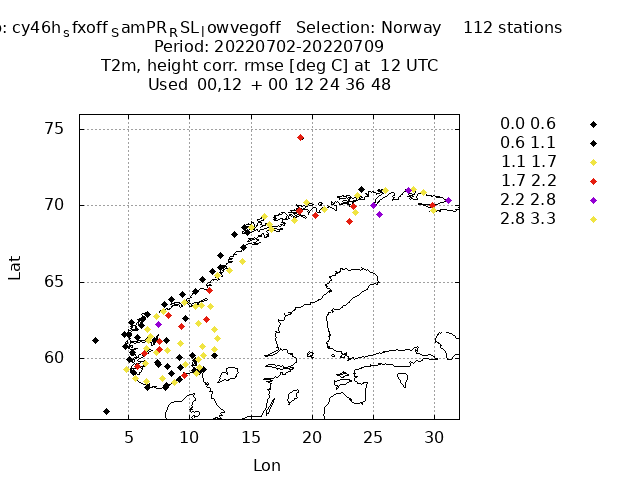 : cy46h_sfxoff_SamPR_RSL_lowvegoff Selection: Norway 112 stations
Period: 20220702-20220709
T2m, height corr. rmse [deg C] at 12 UTC
Used 00,12 + 00 12 24 36 48
75
70
65
60
Lat
5 10 15 20 25 30
Lon
0.0 0.6
0.6 1.1
1.1 1.7
1.7 2.2
2.2 2.8
2.8 3.3